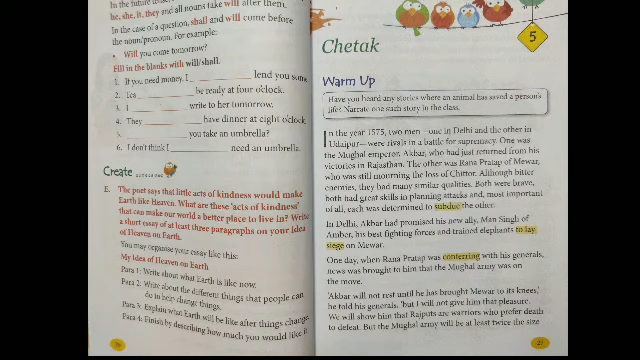 In the future
will after them.
he, she, it, they and all nouns take
In the case of a question, shall and will come before
the noun/pronoun. For example:
• Will you come tomorrow?
Fill in the blanks with will/shall.
1. If you need money, I lend you some
2. Tea be ready at four o'clock.
3. I write to her tomorrow.
4. They have dinner at eight o'clock.
5. you take an umbrella?
6. I don't think I need an umbrella.
Create
E. The poet says that little acts of kindness would make
Earth like Heaven. What are these 'acts of kindness'
that can make our world a better place to live in? Write
a short essay of at least three paragraphs on your idea
of Heaven on Earth.
You may organise your essay like this:
My Idea of Heaven on Earth
Para 1: Write about what Earth is like now.
Para 2: Write about the different things that people can
do to help change things.
Para 3: Explain what Earth will be like after things change.
Para 4: Finish by describing how much you would like it
5
Chetak
Warm Up
Have you heard any stories where an animal has saved a person's
life? Narrate one such story in the class.
In the year 1575, two men – one in Delhi and the other in
Udaipur – were rivals in a battle for supremacy. One was
the Mughal emperor, Akbar, who had just returned from his
victories in Rajasthan. The other was Rana Pratap of Mewar,
who was still mourning the loss of Chittor. Although bitter
enemies, they had many similar qualities. Both were brave,
both had great skills in planning attacks and, most important
of all, each was determined to subdue the other.
In Delhi, Akbar had promised his new ally, Man Singh of
Amber, his best fighting forces and trained elephants to lay
siege on Mewar.
One day, when Rana Pratap was conferring with his generals,
news was brought to him that the Mughal army was on
the move.
'Akbar will not rest until he has brought Mewar to its knees,'
he told his generals, 'but I will not give him that pleasure.
We will show him that Rajputs are warriors who prefer death
to defeat. But the Mughal army will be at least twice the size
27